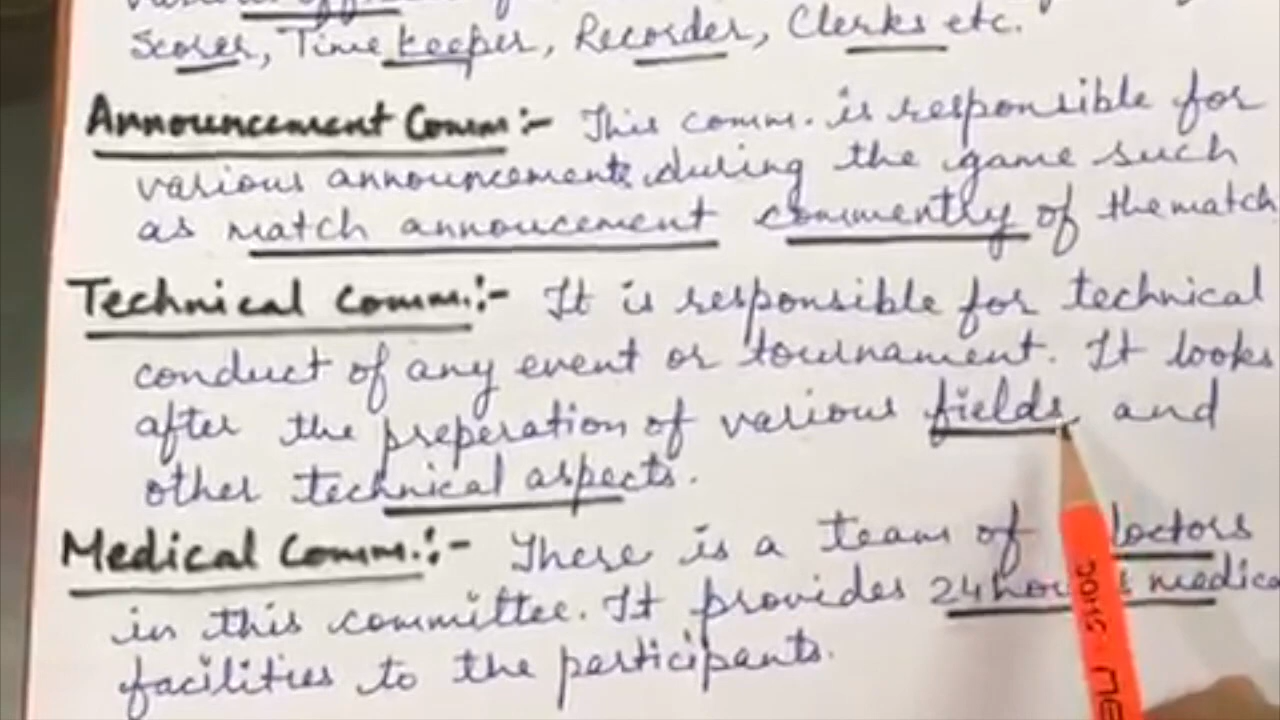 various
Scorer, Time keeper, Recorder, Clerks etc.
Announcement Comm:- This comm. is responsible for
various announcements during the game such
as match annoucement commentry of the match
Technical Comm.:- It is responsible for technical
conduct of any event or tournament. It looks
after the preperation of various fields and
other technical aspects.
Medical Comm.:- There is a team of doctors
in this committee. It provides 24 hours medica
facilities to the participants.